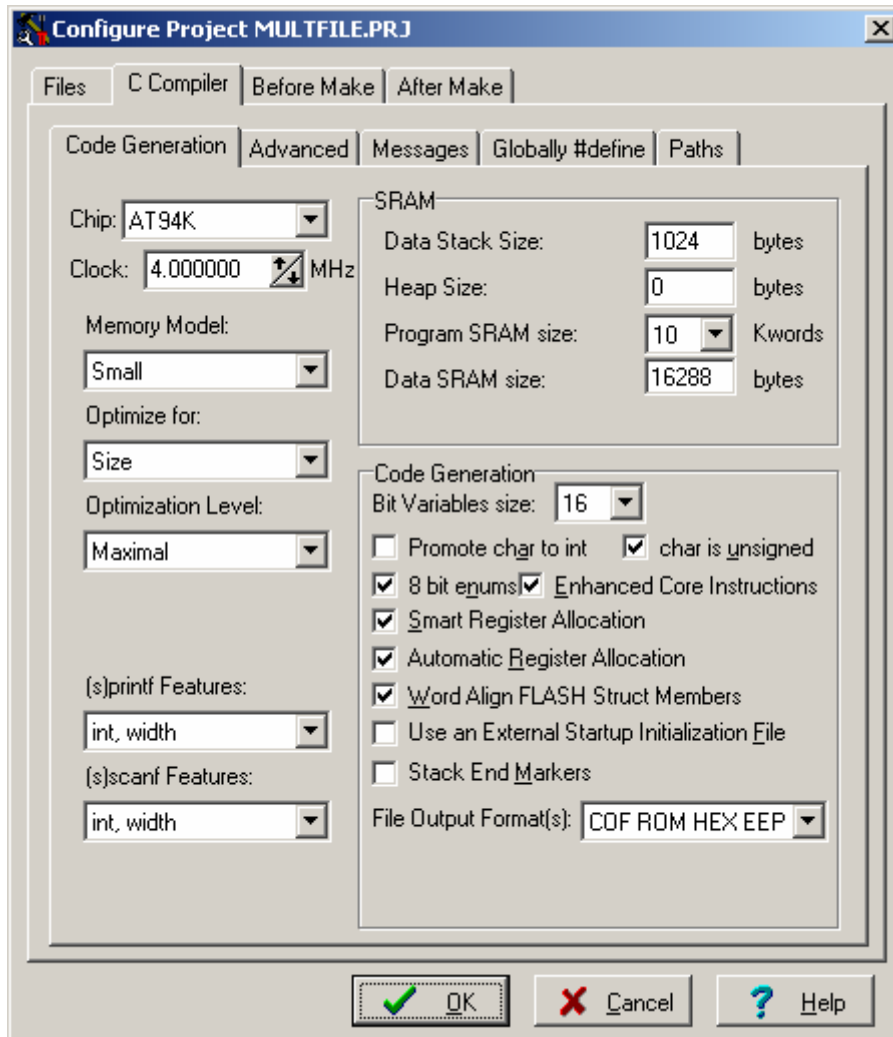 Configure Project MULTFILE.PRJ
Files C Compiler Before Make After Make
Code Generation Advanced Messages Globally #define Paths
Chip: AT94K
Clock: 4.000000 MHz
Memory Model:
Small
Optimize for:
Size
Optimization Level:
Maximal
(s)printf Features:
int, width
(s)scanf Features:
int, width
SRAM
Data Stack Size: 1024 bytes
Heap Size: 0 bytes
Program SRAM size: 10 Kwords
Data SRAM size: 16288 bytes
Code Generation
Bit Variables size: 16
Promote char to int char is unsigned
8 bit enums Enhanced Core Instructions
Smart Register Allocation
Automatic Register Allocation
Word Align FLASH Struct Members
Use an External Startup Initialization File
Stack End Markers
File Output Format(s): COF ROM HEX EEP
OK Cancel Help